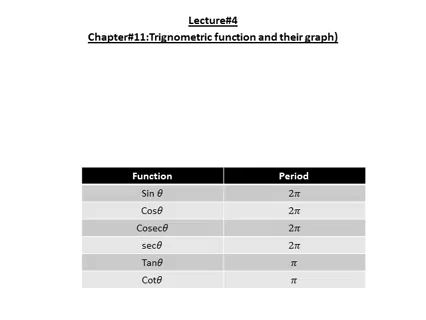 Lecture#4
Chapter#11:Trignometric function and their graph)
Function Period
Sin θ 2π
Cosθ 2π
Cosecθ 2π
secθ 2π
Tanθ π
Cotθ π